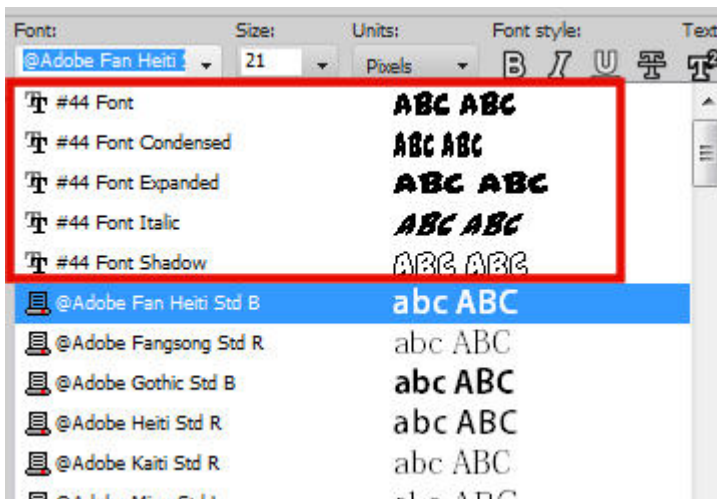 Font: Size: Units: Font style: Text
@Adobe Fan Heiti 21 Pixels B I U T T2
#44 Font ABC ABC
#44 Font Condensed ABC ABC
#44 Font Expanded ABC ABC
#44 Font Italic ABC ABC
#44 Font Shadow ABC ABC
@Adobe Fan Heiti Std B abc ABC
@Adobe Fangsong Std R abc ABC
@Adobe Gothic Std B abc ABC
@Adobe Heiti Std R abc ABC
@Adobe Kaiti Std R abc ABC